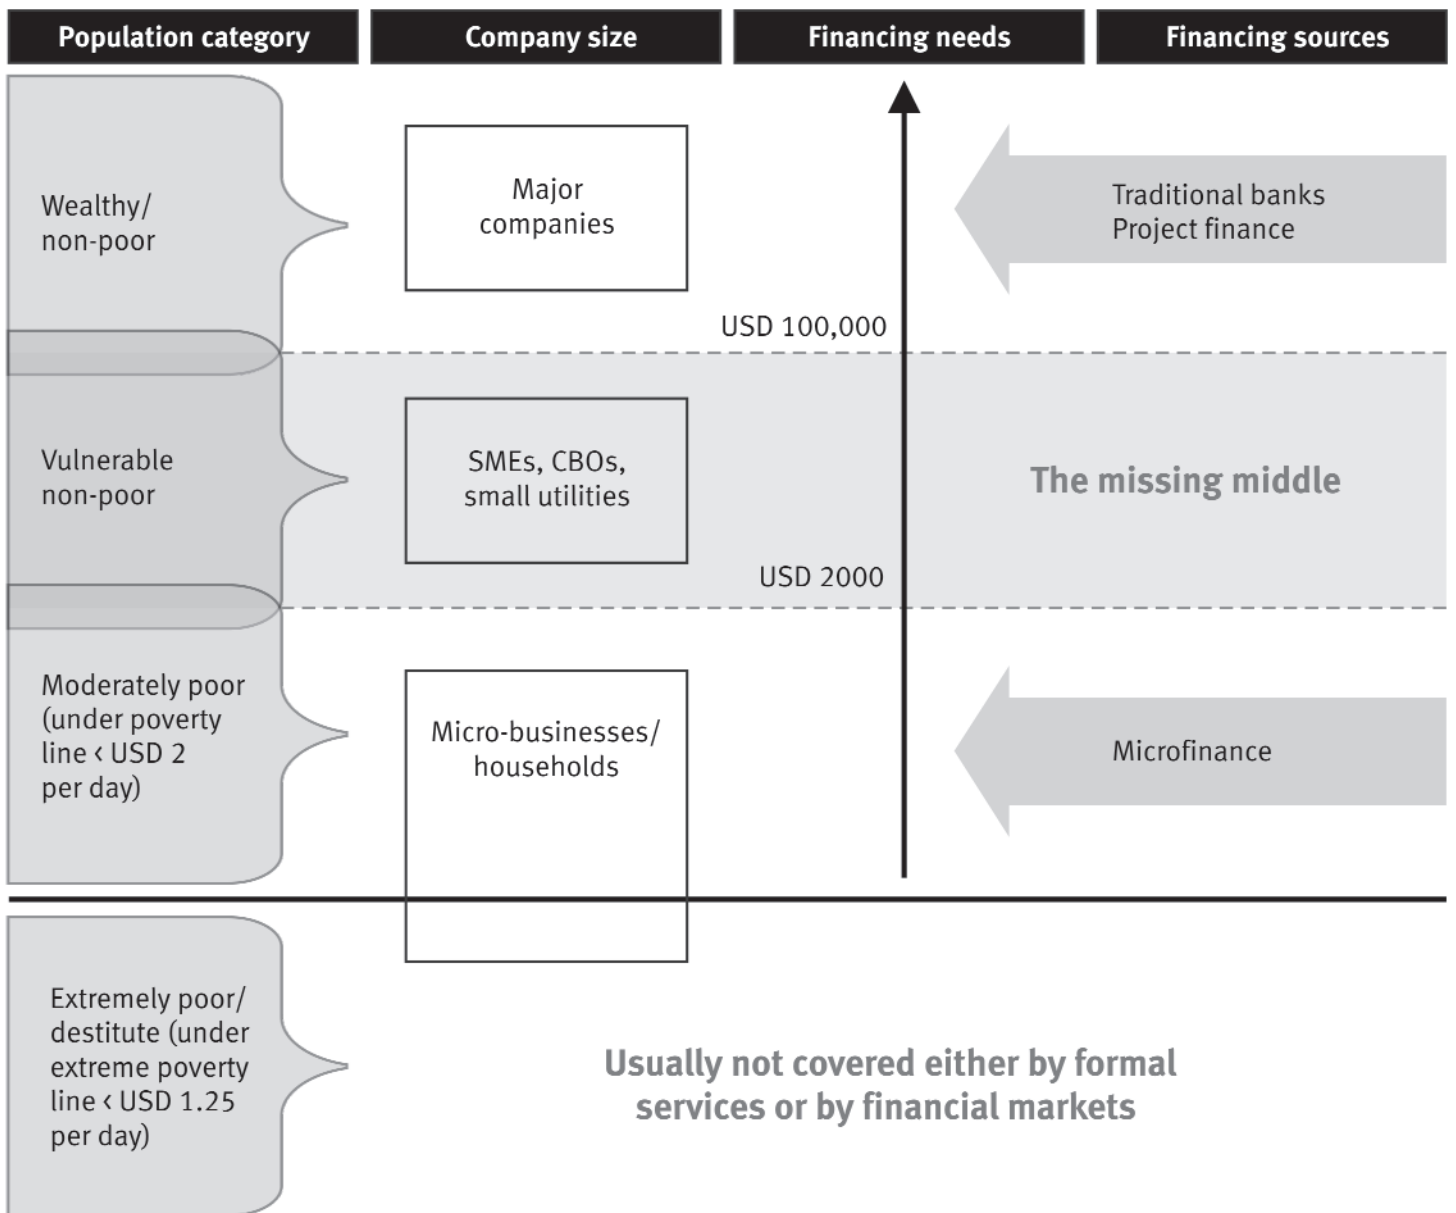 Population category
Company size
Financing needs
Financing sources
Wealthy/
non-poor
Major
companies
Traditional banks
Project finance
USD 100,000
Vulnerable
non-poor
SMEs, CBOs,
small utilities
The missing middle
USD 2000
Moderately poor
(under poverty
line < USD 2
per day)
Micro-businesses/
households
Microfinance
Extremely poor/
destitute (under
extreme poverty
line < USD 1.25
per day)
Usually not covered either by formal
services or by financial markets